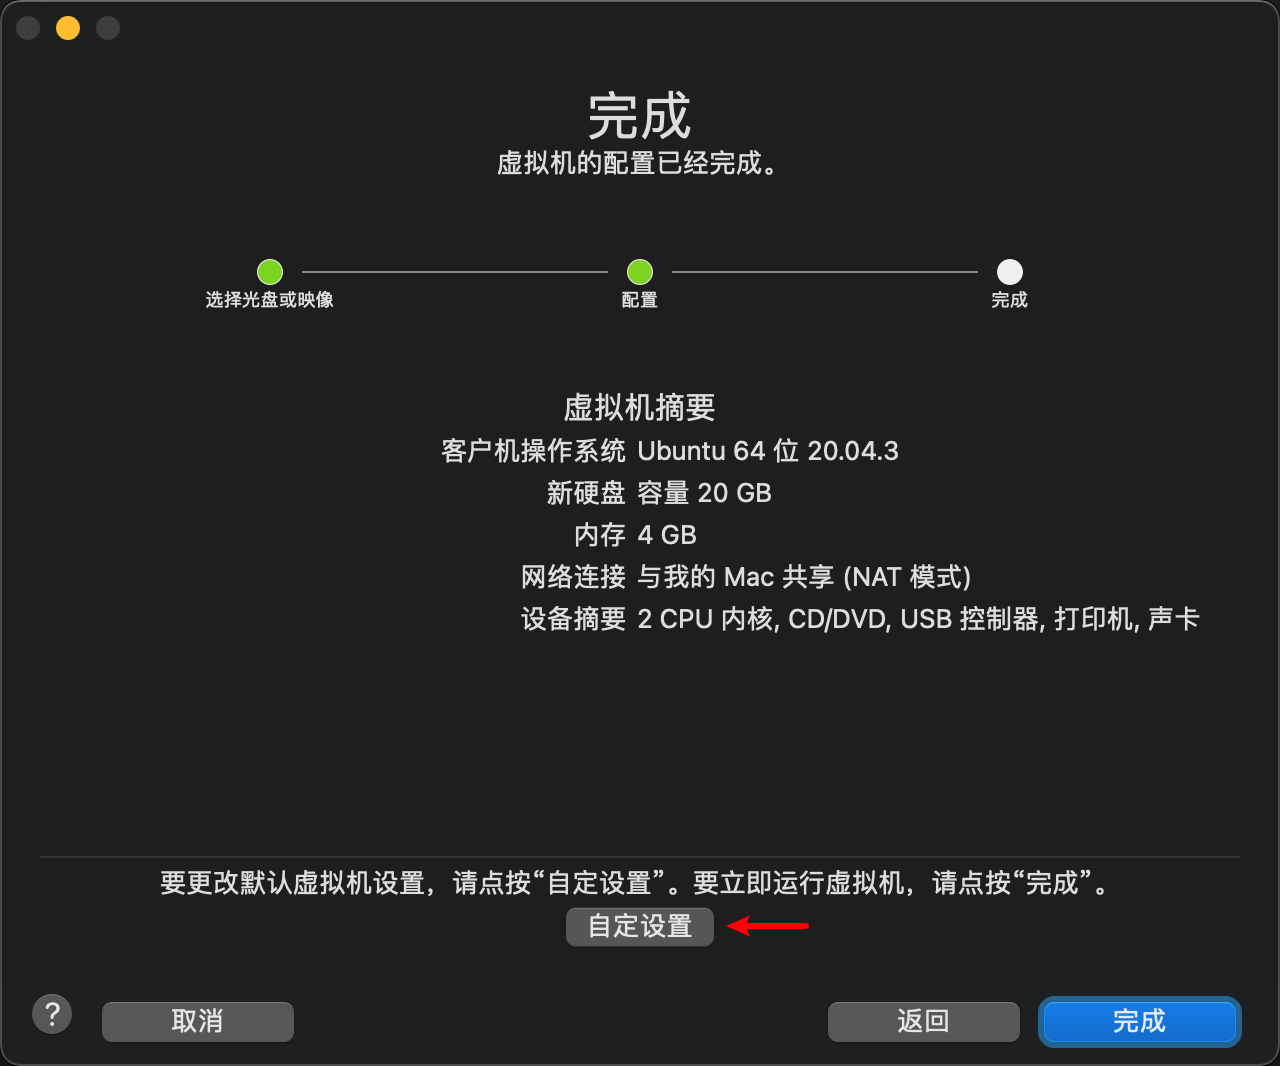 完成
虚拟机的配置已经完成。
选择光盘或映像
配置
完成
虚拟机摘要
客户机操作系统 Ubuntu 64 位 20.04.3
新硬盘 容量 20 GB
内存 4 GB
网络连接 与我的 Mac 共享 (NAT 模式)
设备摘要 2 CPU 内核, CD/DVD, USB 控制器, 打印机, 声卡
要更改默认虚拟机设置，请点按“自定设置”。要立即运行虚拟机，请点按“完成”。
自定设置
?
取消
返回
完成